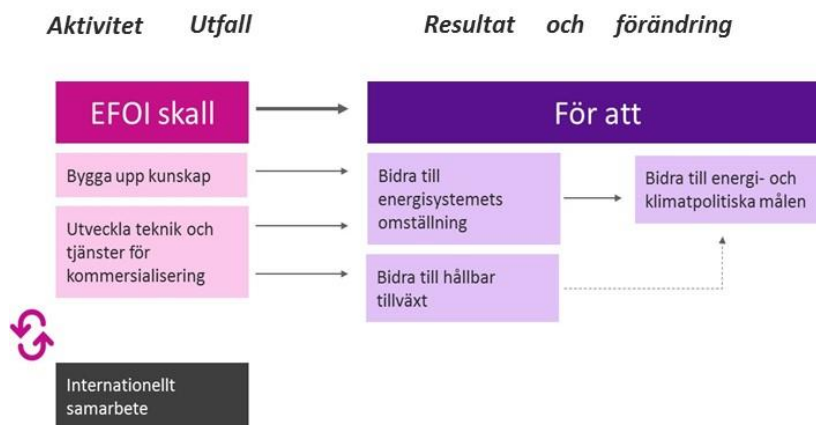 Aktivitet Utfall Resultat och förändring
EFOI skall
För att
Bygga upp kunskap
Utveckla teknik och
tjänster för
kommersialisering
Bidra till
energisystemets
omställning
Bidra till hållbar
tillväxt
Bidra till energi- och
klimatpolitiska målen
Internationellt
samarbete